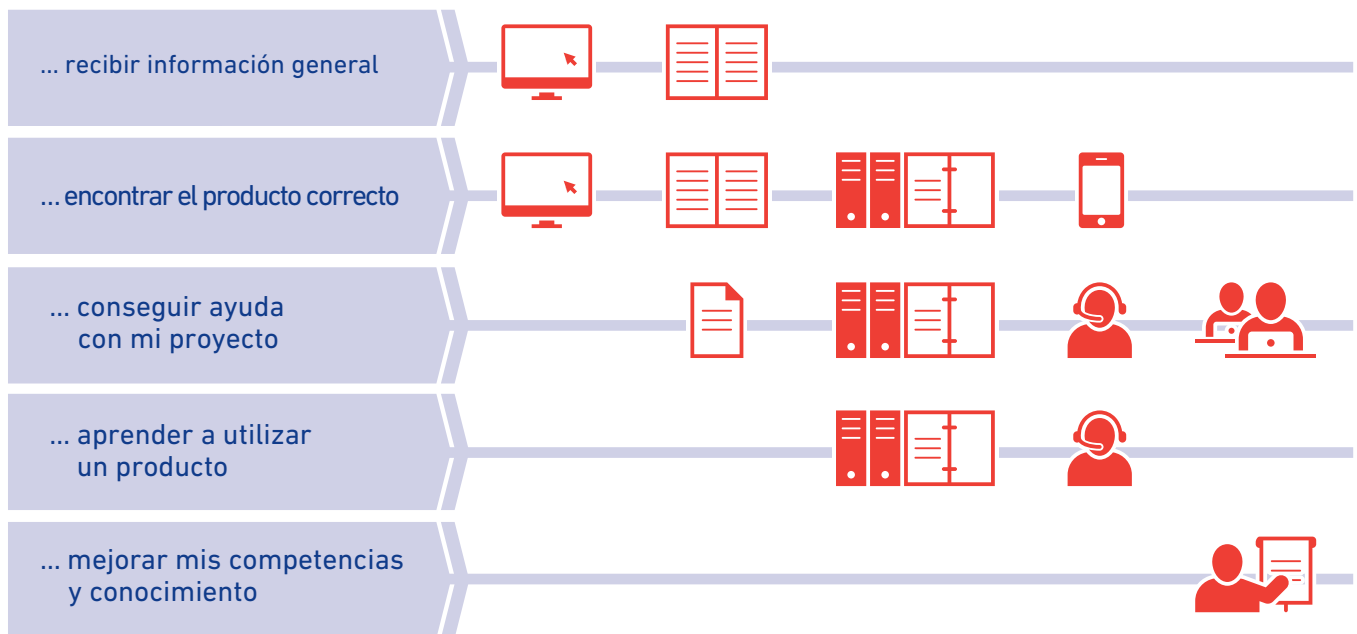 ... recibir información general
... encontrar el producto correcto
... conseguir ayuda
con mi proyecto
... aprender a utilizar
un producto
... mejorar mis competencias
y conocimiento